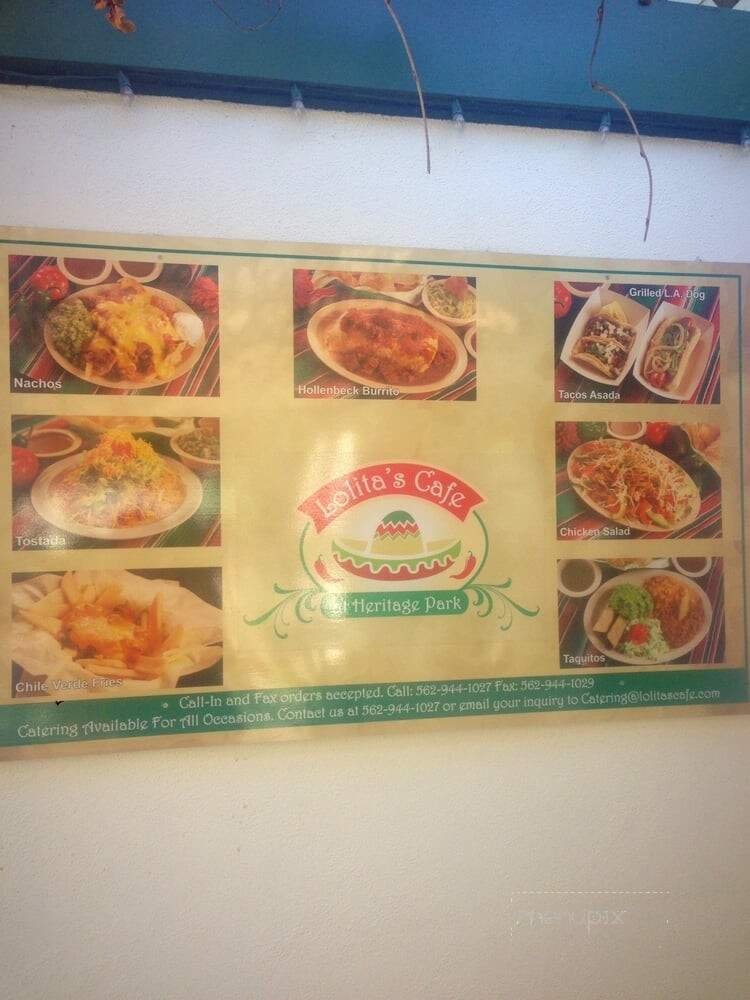 Nachos
Hollenbeck Burrito
Grilled L.A. Dog
Tacos Asada
Tostada
Lolita's Cafe
Heritage Park
Chicken Salad
Chile Verde Fries
Taquitos
Call-In and Fax orders accepted. Call: 562-944-1027 Fax: 562-944-1029
Catering Available For All Occasions. Contact us at 562-944-1027 or email your inquiry to Catering@lolitascafe.com
menupix